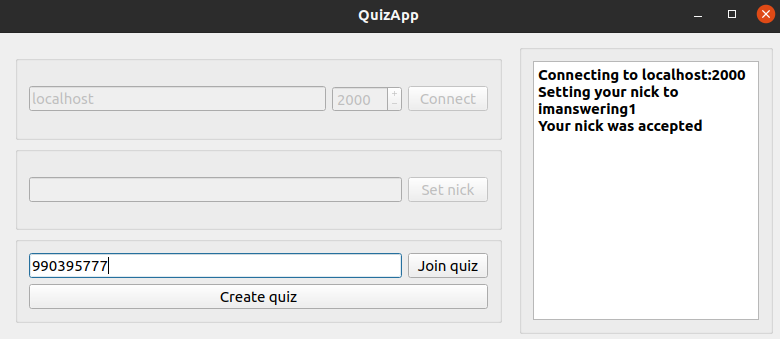 QuizApp
localhost 2000 Connect
Set nick
990395777 Join quiz
Create quiz
Connecting to localhost:2000
Setting your nick to
imanswering1
Your nick was accepted